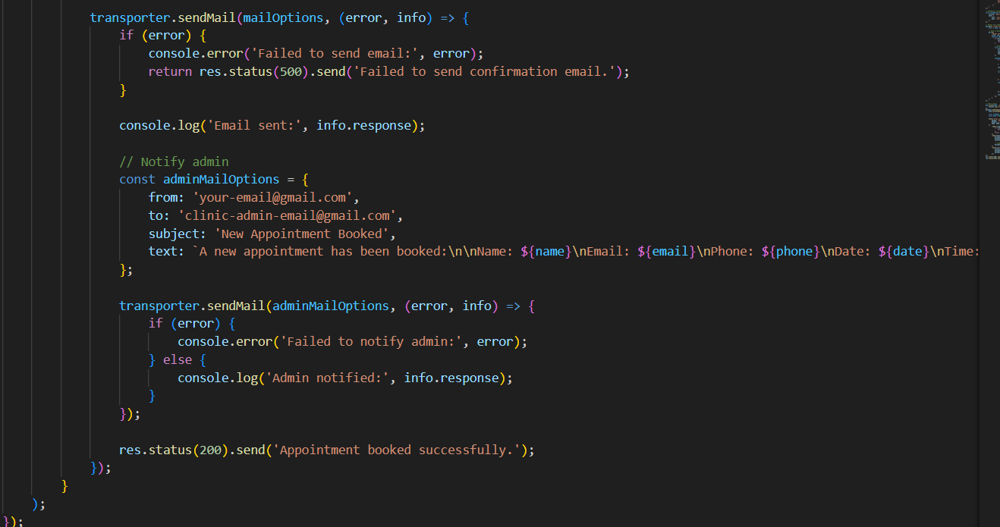 transporter.sendMail(mailOptions, (error, info) => {
if (error) {
console.error('Failed to send email:', error);
return res.status(500).send('Failed to send confirmation email.');
}
console.log('Email sent:', info.response);
// Notify admin
const adminMailOptions = {
from: 'your-email@gmail.com',
to: 'clinic-admin-email@gmail.com',
subject: 'New Appointment Booked',
text: `A new appointment has been booked:\n\nName: ${name}\nEmail: ${email}\nPhone: ${phone}\nDate: ${date}\nTime:
};
transporter.sendMail(adminMailOptions, (error, info) => {
if (error) {
console.error('Failed to notify admin:', error);
} else {
console.log('Admin notified:', info.response);
}
});
res.status(200).send('Appointment booked successfully.');
});
}
);
});